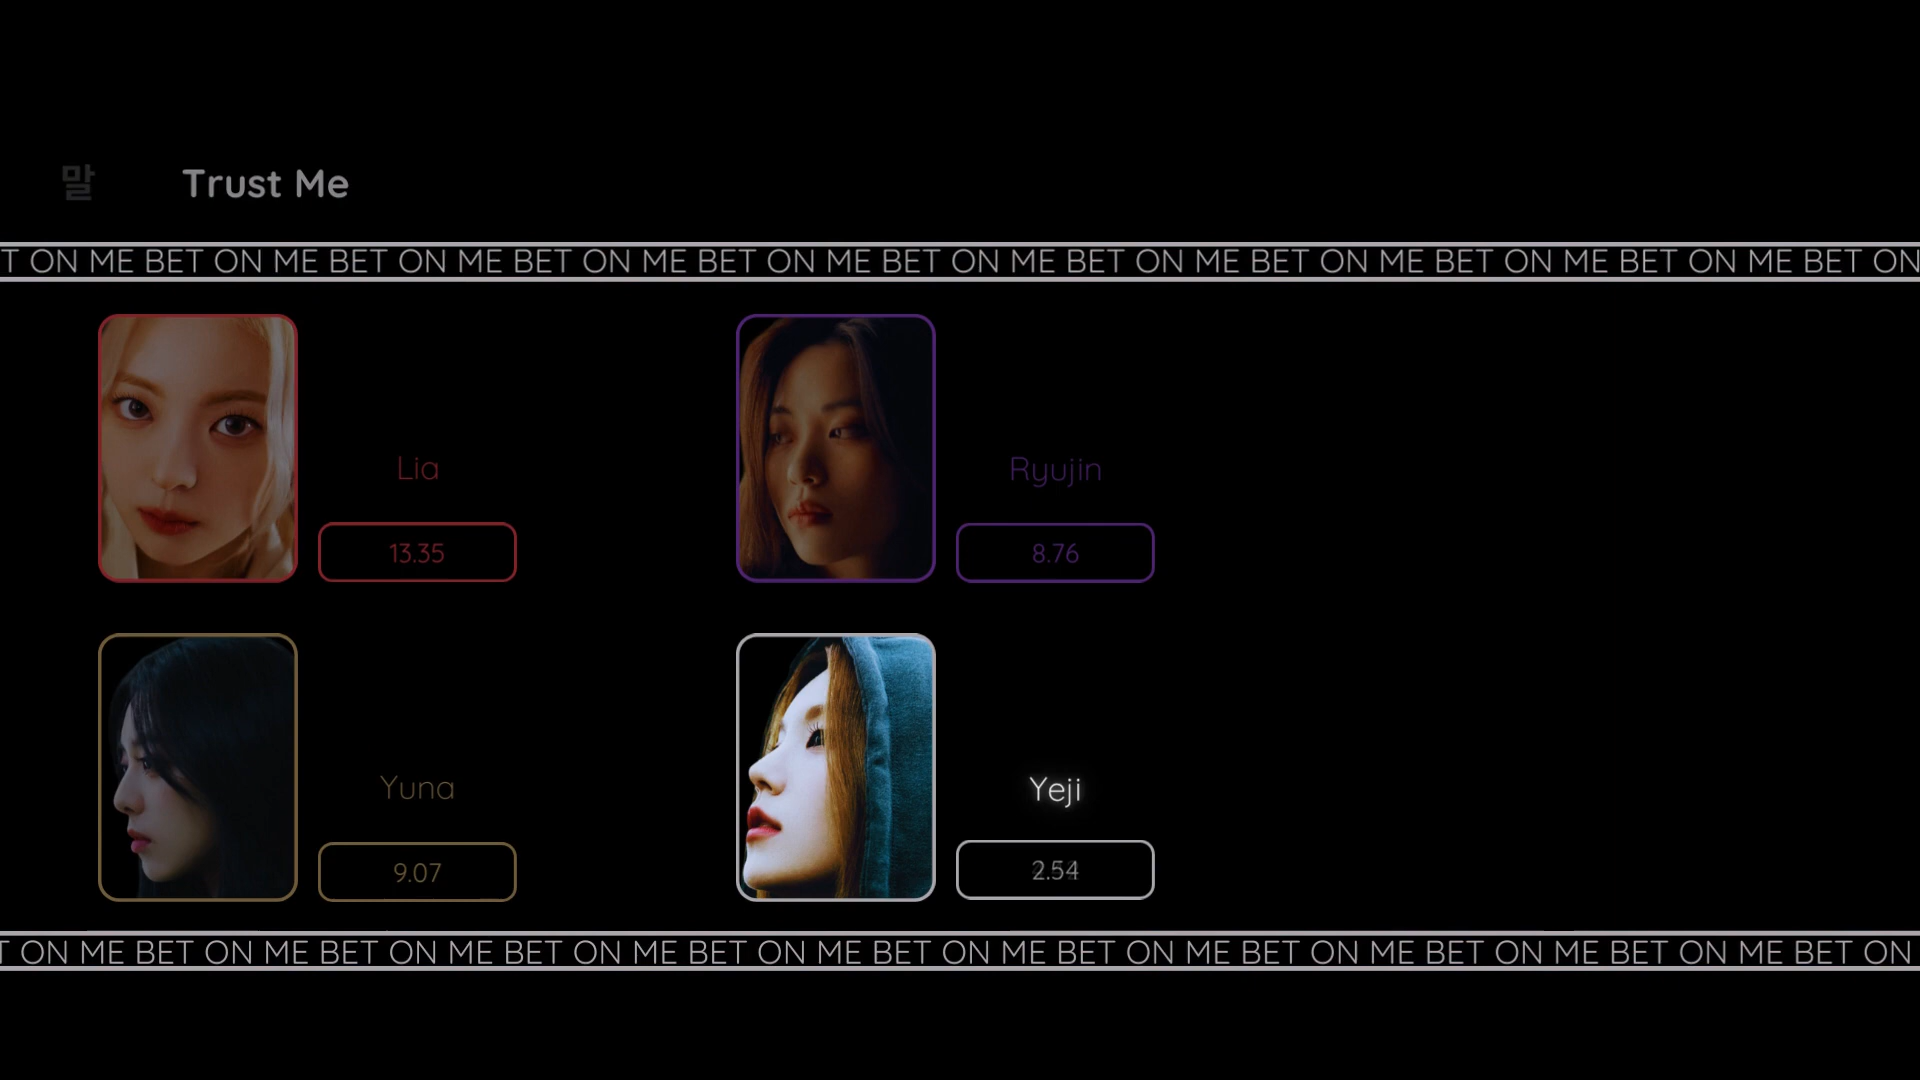 말 Trust Me
T ON ME BET ON ME BET ON ME BET ON ME BET ON ME BET ON ME BET ON ME BET ON ME BET ON ME BET ON ME BET ON
Lia
Ryujin
13.35
8.76
Yuna
Yeji
9.07
2.54
T ON ME BET ON ME BET ON ME BET ON ME BET ON ME BET ON ME BET ON ME BET ON ME BET ON ME BET ON ME BET ON